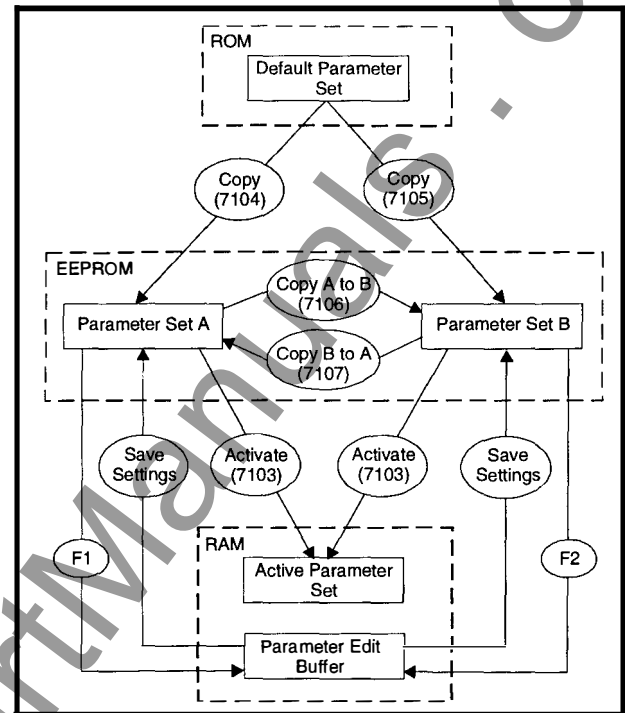 ROM
Default Parameter
Set
Copy
(7104)
Copy
(7105)
EEPROM
Copy A to B
(7106)
Parameter Set A
Parameter Set B
Copy B to A
(7107)
Save
Settings
Activate
(7103)
Activate
(7103)
Save
Settings
RAM
F1
Active Parameter
Set
F2
Parameter Edit
Buffer
rtManuals . c